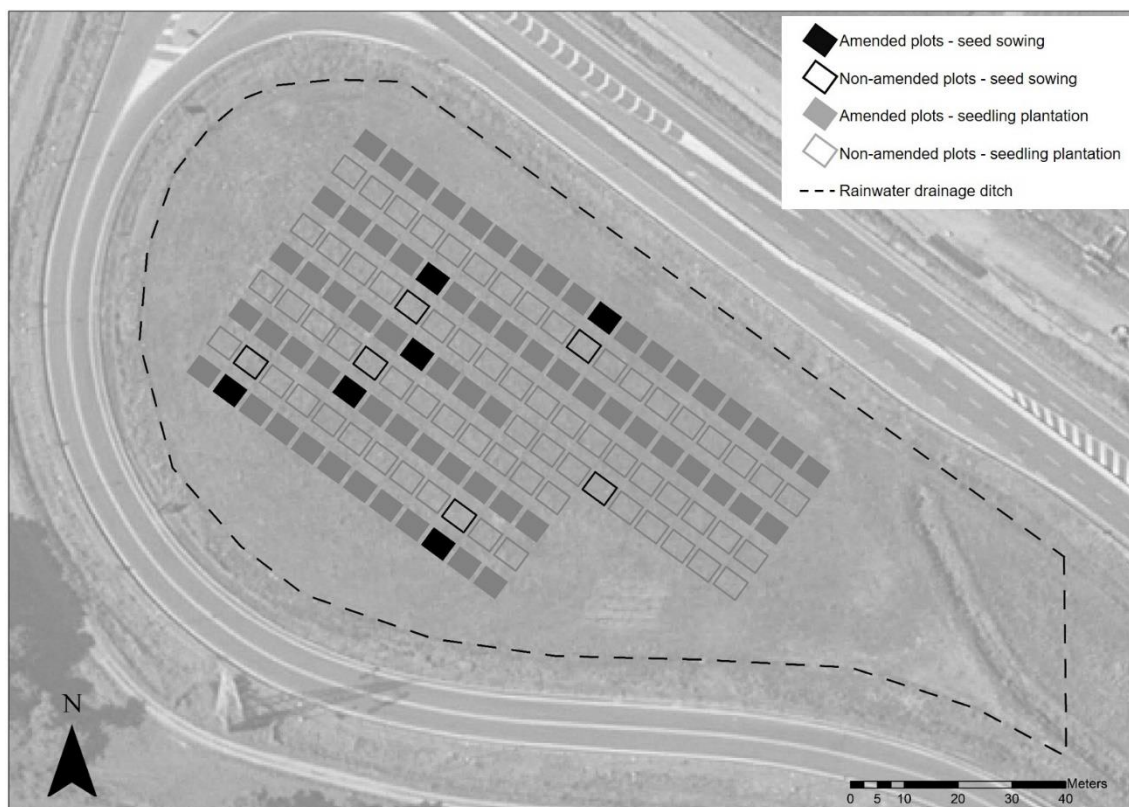 Amended plots - seed sowing
Non-amended plots - seed sowing
Amended plots - seedling plantation
Non-amended plots - seedling plantation
Rainwater drainage ditch
N
Meters
0 5 10 20 30 40